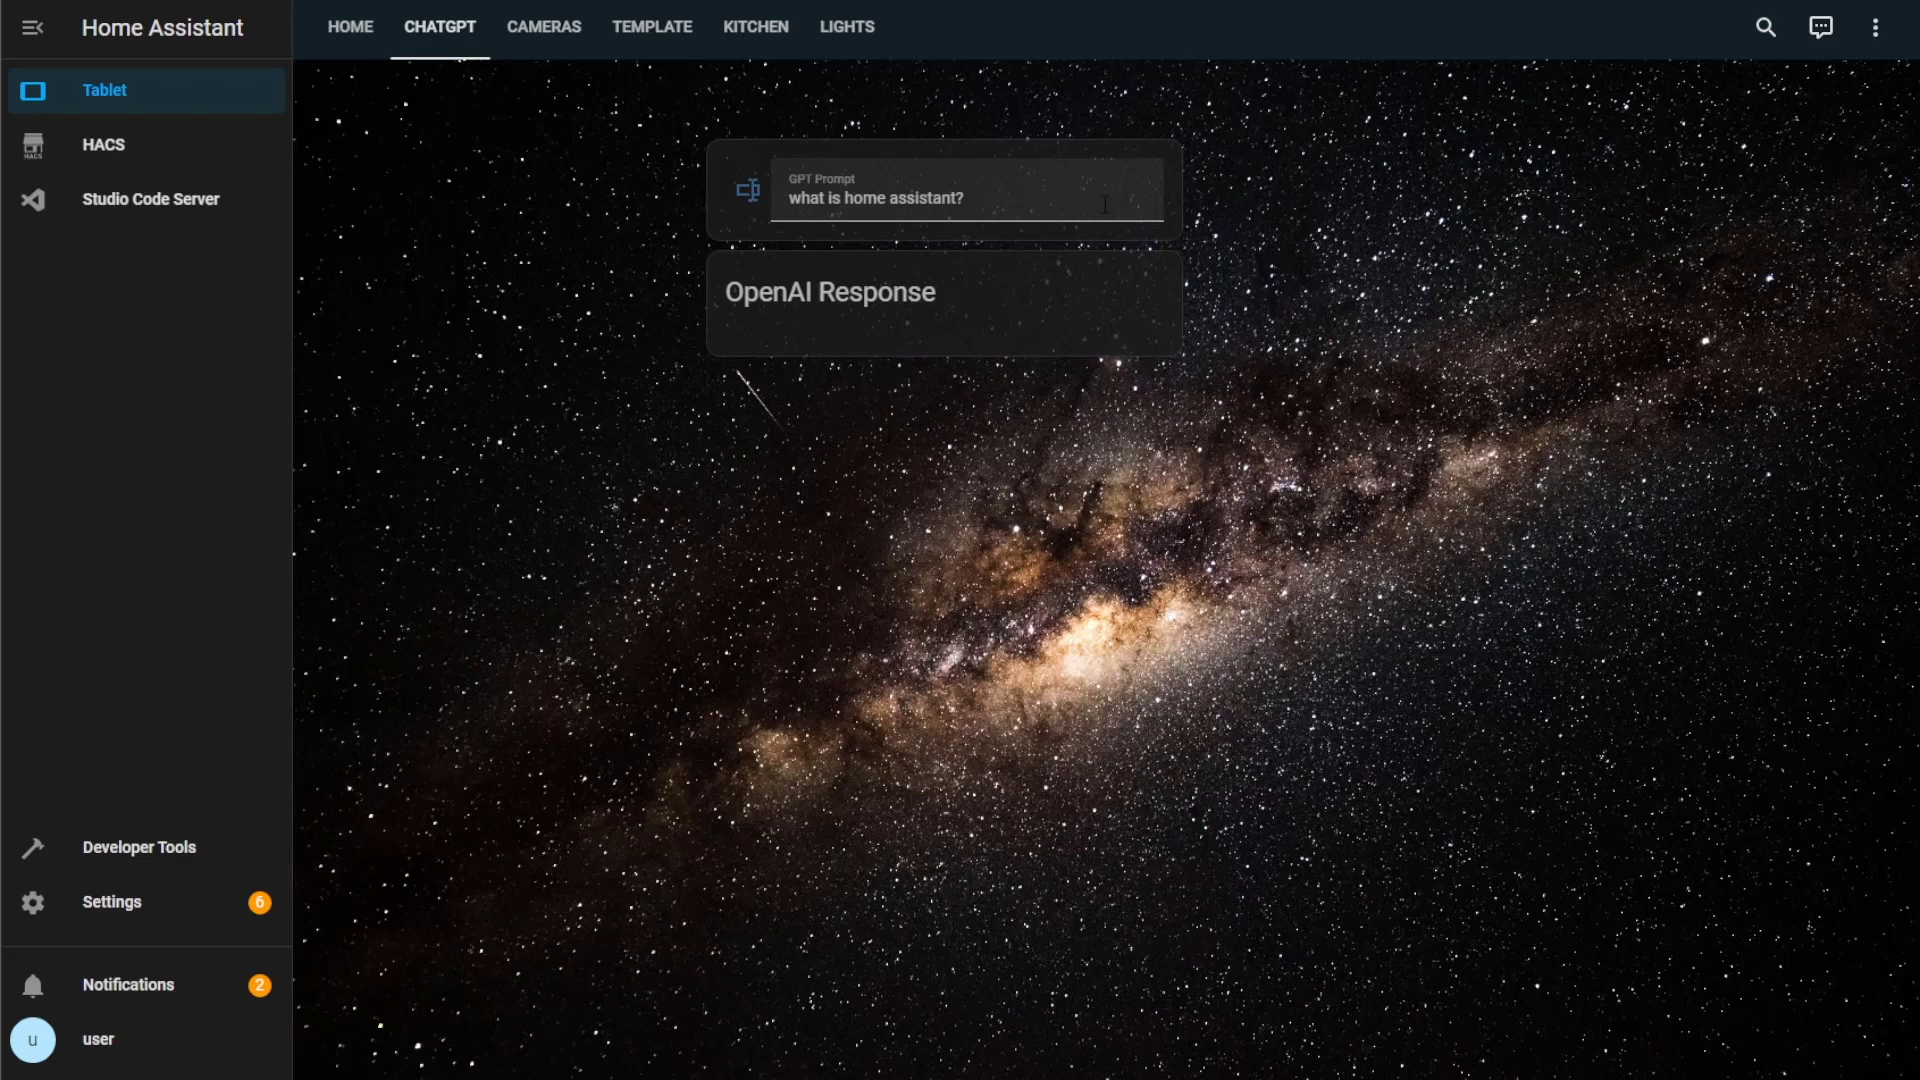 Home Assistant
HOME CHATGPT CAMERAS TEMPLATE KITCHEN LIGHTS
Tablet
HACS
HACS
Studio Code Server
GPT Prompt
what is home assistant?
OpenAI Response
Developer Tools
Settings 6
Notifications 2
u user